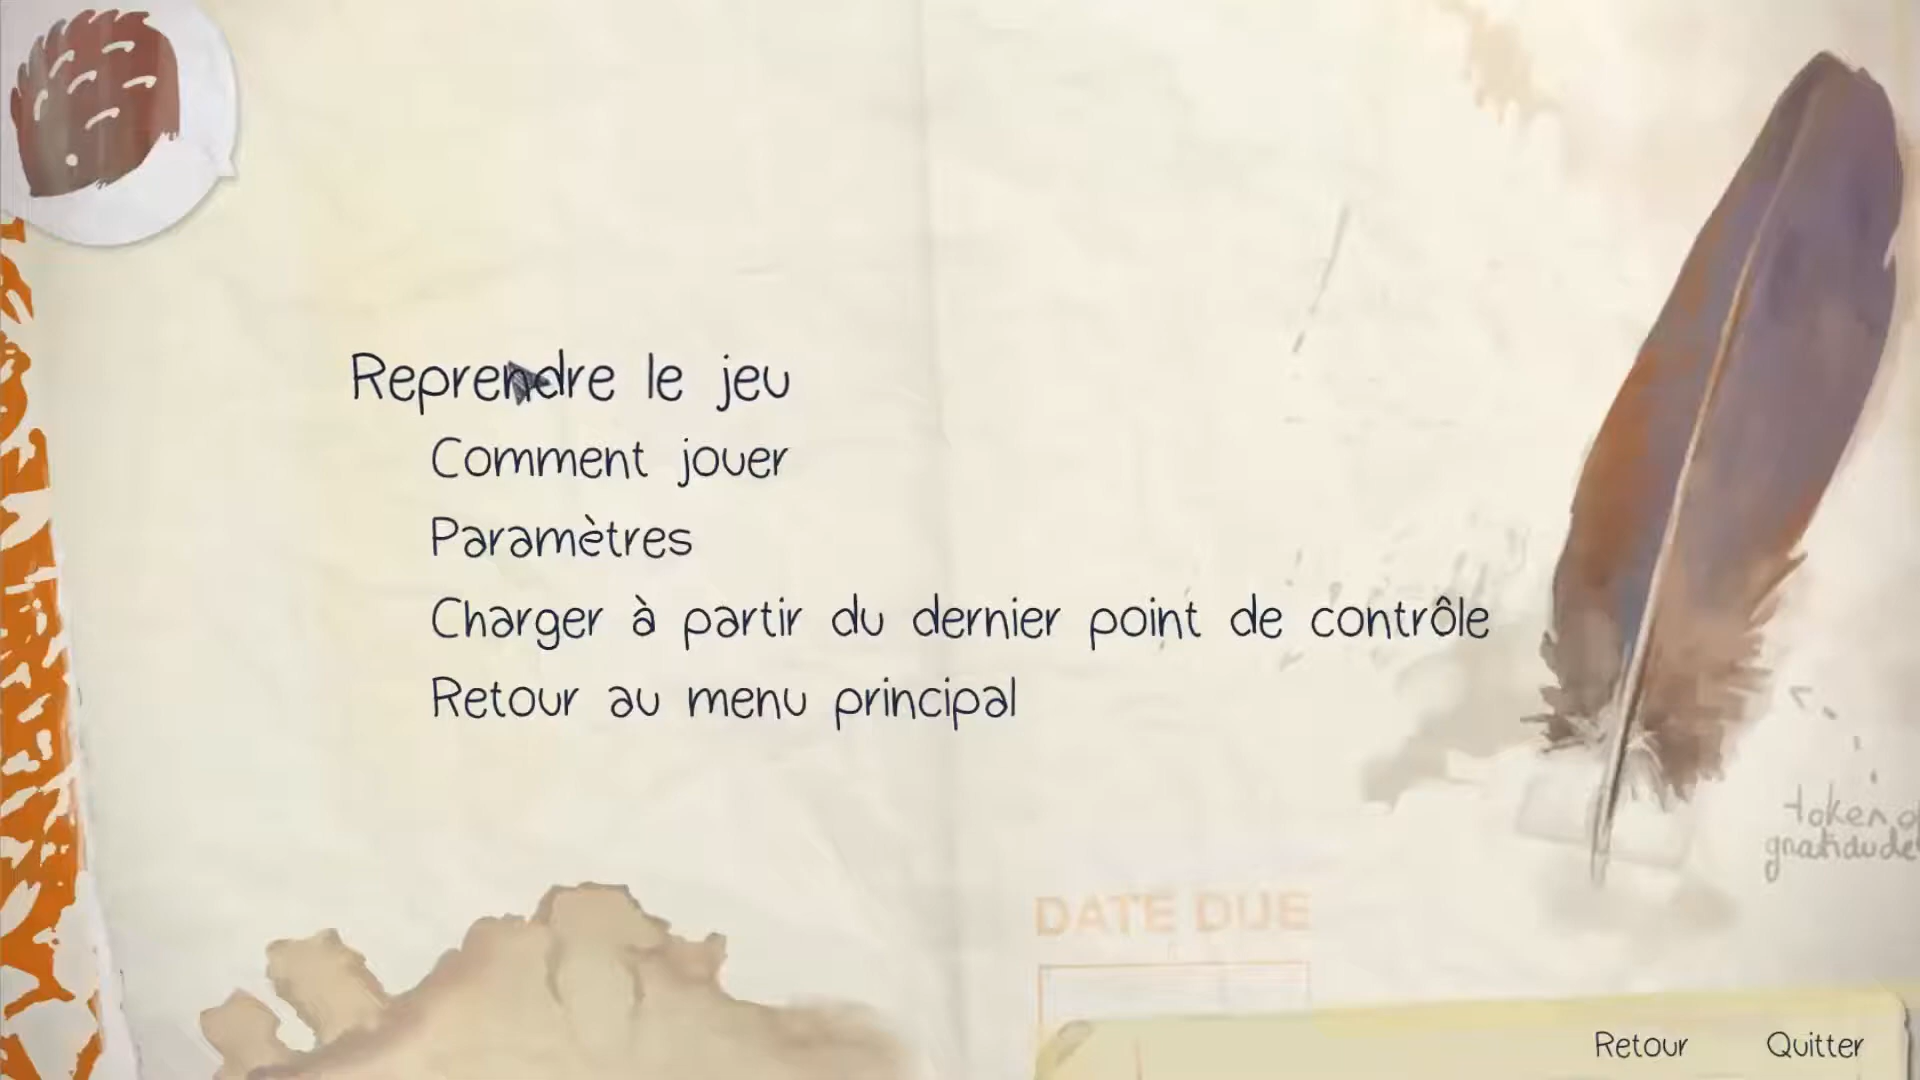 Reprendre le jeu
Comment jouer
Paramètres
Charger à partir du dernier point de contrôle
Retour au menu principal
token of
gratidude
DATE DUE
Retour Quitter